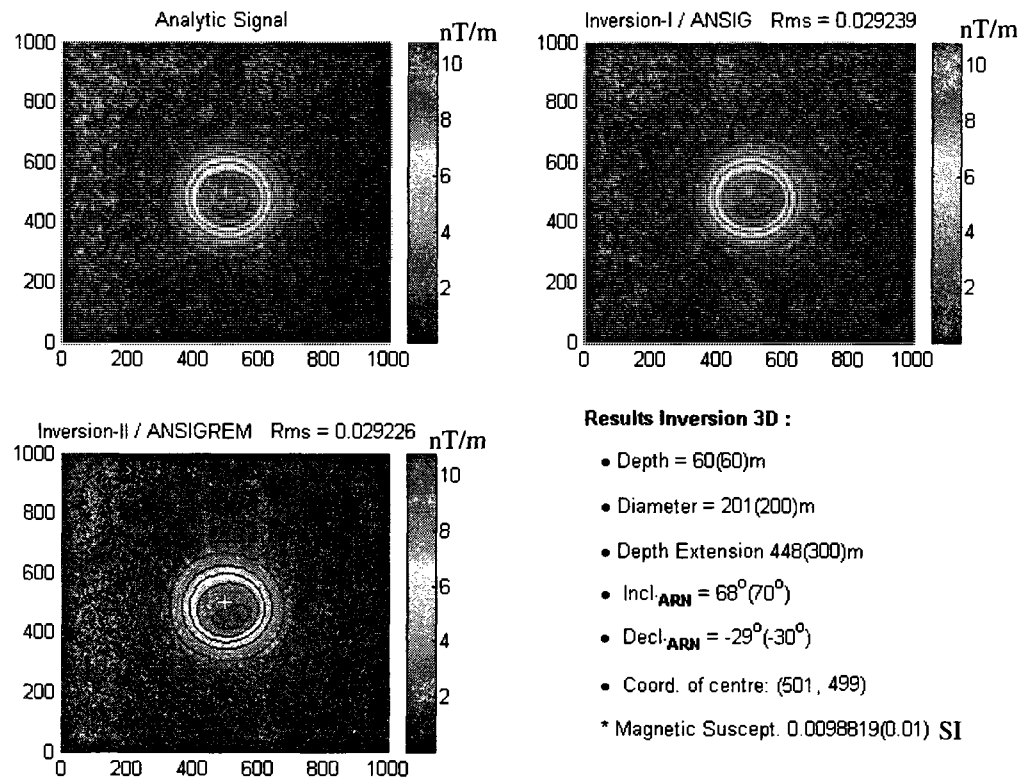 Analytic Signal
nT/m
1000
800
600
400
200
0
0 200 400 600 800 1000
10
8
6
4
2
Inversion-I / ANSIG Rms = 0.029239
nT/m
1000
800
600
400
200
0
0 200 400 600 800 1000
10
8
6
4
2
Inversion-II / ANSIGREM Rms = 0.029226
nT/m
1000
800
600
400
200
0
0 200 400 600 800 1000
10
8
6
4
2
Results Inversion 3D :
• Depth = 60(60)m
• Diameter = 201(200)m
• Depth Extension 448(300)m
• Incl.ARN = 68°(70°)
• Decl.ARN = -29°(-30°)
• Coord. of centre: (501, 499)
* Magnetic Suscept. 0.0098819(0.01) SI